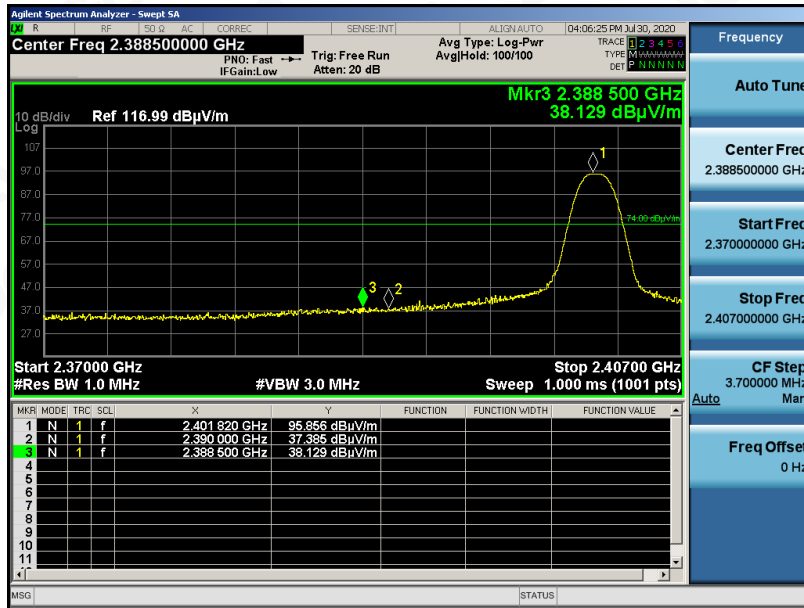 Agilent Spectrum Analyzer - Swept SA
LXI R RF 50 Ω AC CORREC SENSE:INT ALIGN AUTO 04:06:25 PM Jul 30, 2020
Center Freq 2.388500000 GHz
PNO: Fast
IFGain:Low
Trig: Free Run
Atten: 20 dB
Avg Type: Log-Pwr
Avg|Hold: 100/100
TRACE 1 2 3 4 5 6
TYPE M
DET P N N N N N
Mkr3 2.388 500 GHz
38.129 dBµV/m
10 dB/div Ref 116.99 dBµV/m
Log
107
97.0
87.0
77.0
67.0
57.0
47.0
37.0
27.0
74.00 dBµV/m
1
3
2
Start 2.37000 GHz Stop 2.40700 GHz
#Res BW 1.0 MHz #VBW 3.0 MHz Sweep 1.000 ms (1001 pts)
MKR MODE TRC SCL X Y FUNCTION FUNCTION WIDTH FUNCTION VALUE
1 N 1 f 2.401 820 GHz 95.856 dBµV/m
2 N 1 f 2.390 000 GHz 37.385 dBµV/m
3 N 1 f 2.388 500 GHz 38.129 dBµV/m
4
5
6
7
8
9
10
11
MSG STATUS
Frequency
Auto Tune
Center Freq
2.388500000 GHz
Start Freq
2.370000000 GHz
Stop Freq
2.407000000 GHz
CF Step
3.700000 MHz
Auto Man
Freq Offset
0 Hz